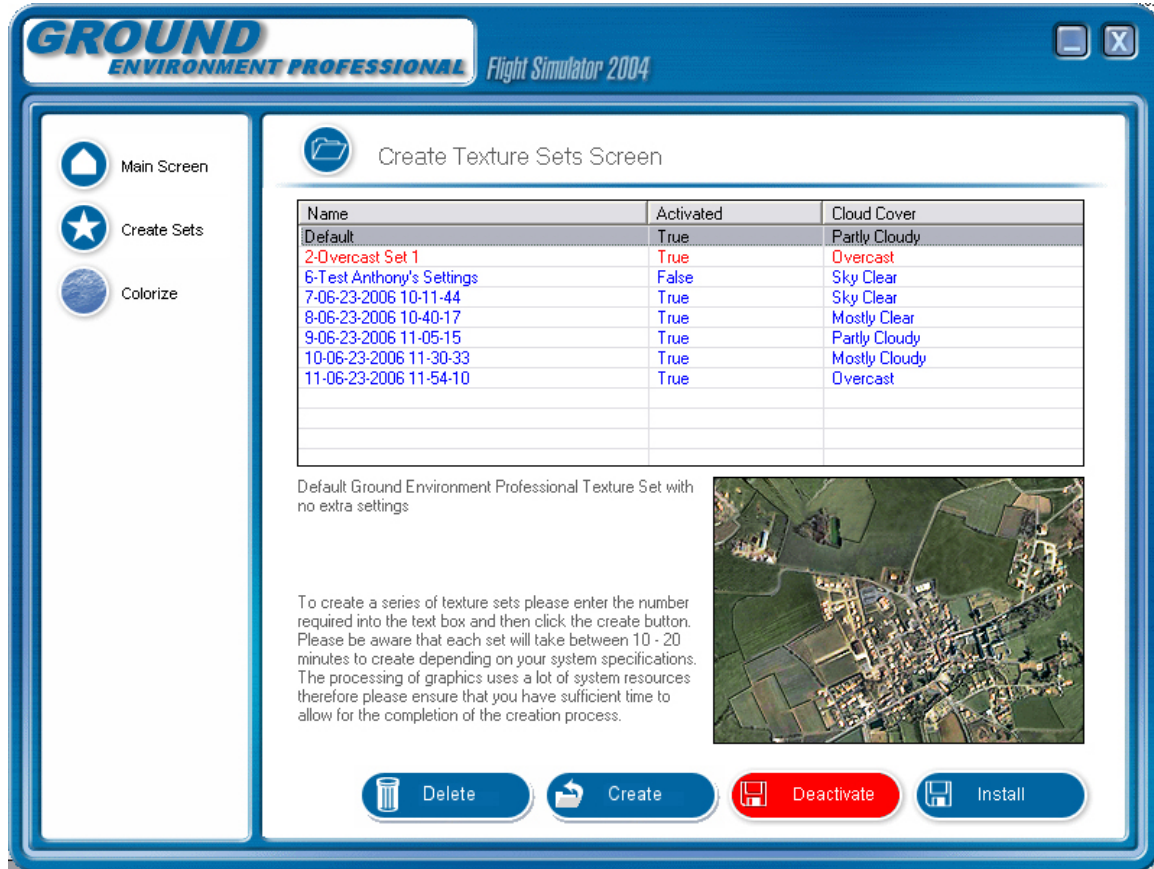 GROUND
ENVIRONMENT PROFESSIONAL
Flight Simulator 2004
X
Main Screen
Create Sets
Colorize
Create Texture Sets Screen
Name Activated Cloud Cover
Default True Partly Cloudy
2-Overcast Set 1 True Overcast
6-Test Anthony's Settings False Sky Clear
7-06-23-2006 10-11-44 True Sky Clear
8-06-23-2006 10-40-17 True Mostly Clear
9-06-23-2006 11-05-15 True Partly Cloudy
10-06-23-2006 11-30-33 True Mostly Cloudy
11-06-23-2006 11-54-10 True Overcast
Default Ground Environment Professional Texture Set with
no extra settings
To create a series of texture sets please enter the number
required into the text box and then click the create button.
Please be aware that each set will take between 10 - 20
minutes to create depending on your system specifications.
The processing of graphics uses a lot of system resources
therefore please ensure that you have sufficient time to
allow for the completion of the creation process.
Delete Create Deactivate Install